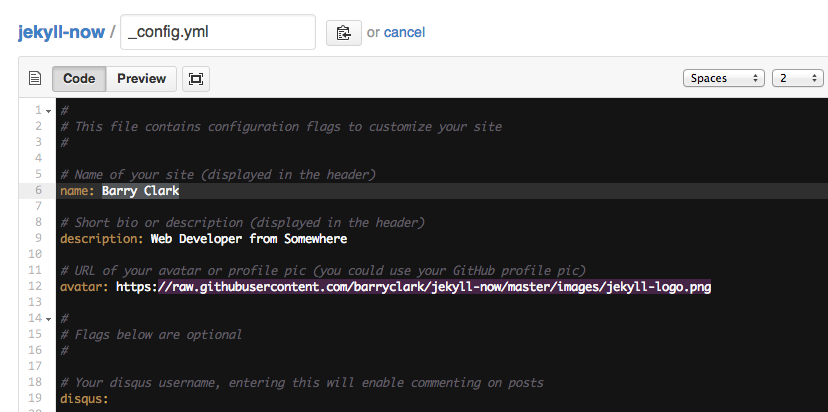 jekyll-now / _config.yml or cancel
Code Preview Spaces 2
1 #
2 # This file contains configuration flags to customize your site
3 #
4
5 # Name of your site (displayed in the header)
6 name: Barry Clark
7
8 # Short bio or description (displayed in the header)
9 description: Web Developer from Somewhere
10
11 # URL of your avatar or profile pic (you could use your GitHub profile pic)
12 avatar: https://raw.githubusercontent.com/barryclark/jekyll-now/master/images/jekyll-logo.png
13
14 #
15 # Flags below are optional
16 #
17
18 # Your disqus username, entering this will enable commenting on posts
19 disqus: